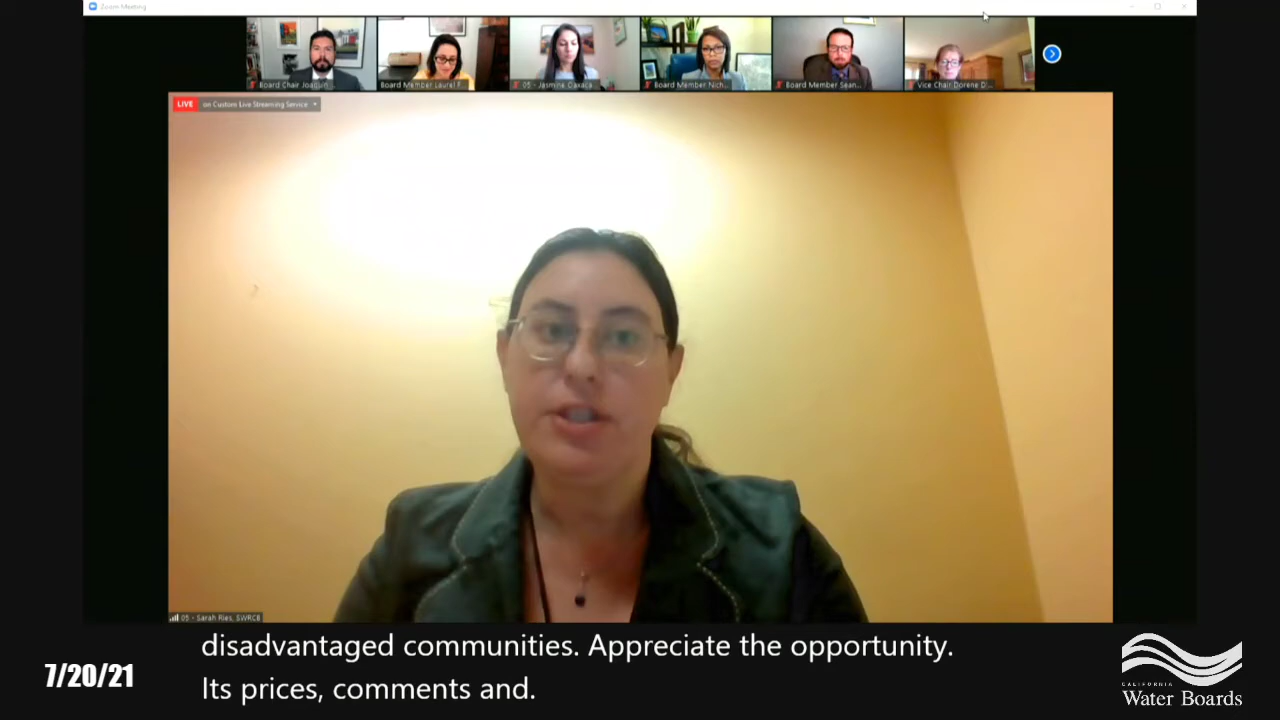 Zoom Meeting
Board Chair Joaquin
Board Member Laurel F
05 - Jasmine Oaxaca
Board Member Nich...
Board Member Sean...
Vice Chair Dorene D'...
LIVE on Custom Live Streaming Service
05 - Sarah Ries, SWRCB
disadvantaged communities. Appreciate the opportunity.
Its prices, comments and.
7/20/21
CALIFORNIA
Water Boards